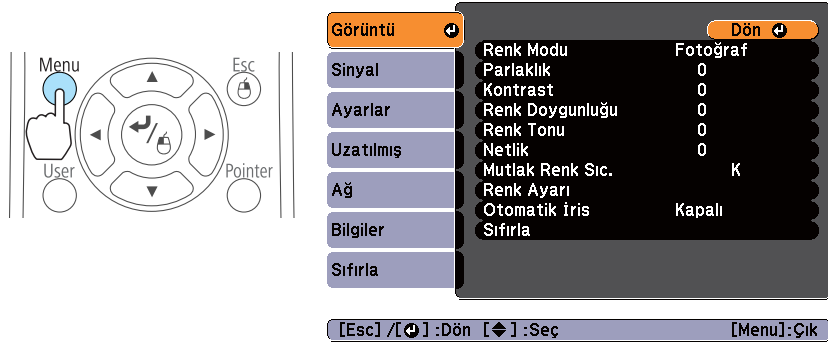 Menu
Esc
User
Pointer
Görüntü
Sinyal
Ayarlar
Uzatılmış
Ağ
Bilgiler
Sıfırla
Dön
Renk Modu Fotoğraf
Parlaklık 0
Kontrast 0
Renk Doygunluğu 0
Renk Tonu 0
Netlik 0
Mutlak Renk Sıc. K
Renk Ayarı
Otomatik İris Kapalı
Sıfırla
[Esc] /[ ] :Dön [ ] :Seç [Menu]:Çık